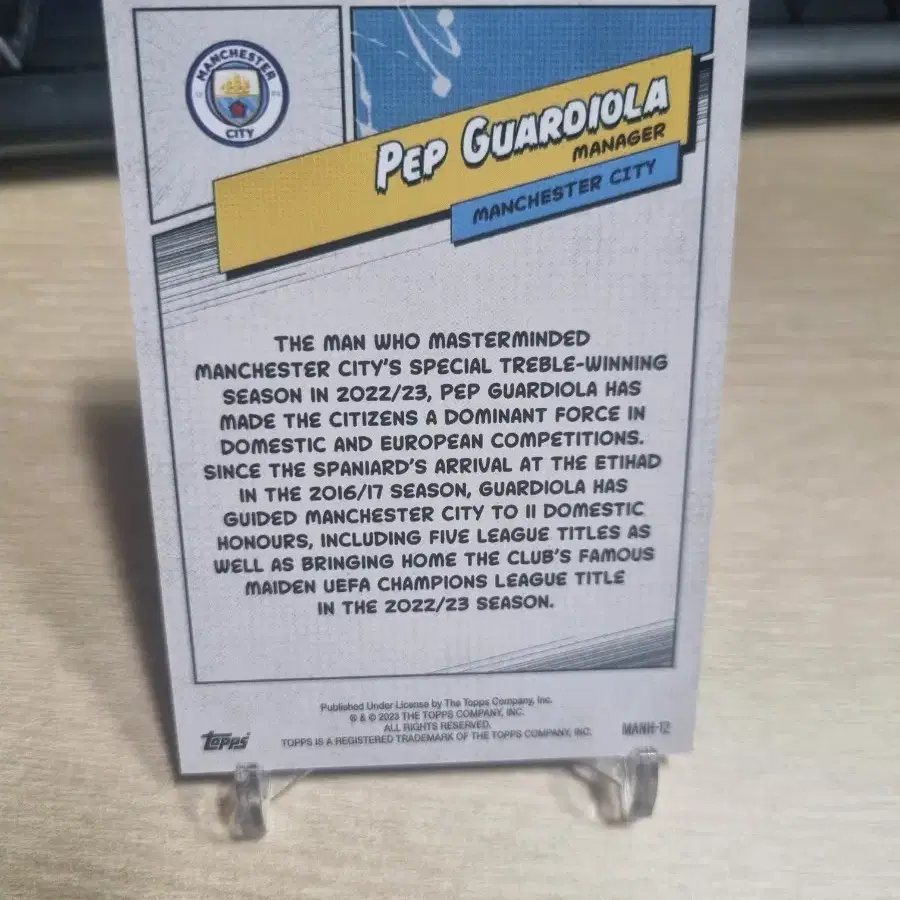 MANCHESTER
CITY
PEP GUARDIOLA
MANAGER
MANCHESTER CITY
THE MAN WHO MASTERMINDED
MANCHESTER CITY'S SPECIAL TREBLE-WINNING
SEASON IN 2022/23, PEP GUARDIOLA HAS
MADE THE CITIZENS A DOMINANT FORCE IN
DOMESTIC AND EUROPEAN COMPETITIONS.
SINCE THE SPANIARD'S ARRIVAL AT THE ETIHAD
IN THE 2016/17 SEASON, GUARDIOLA HAS
GUIDED MANCHESTER CITY TO 11 DOMESTIC
HONOURS, INCLUDING FIVE LEAGUE TITLES AS
WELL AS BRINGING HOME THE CLUB'S FAMOUS
MAIDEN UEFA CHAMPIONS LEAGUE TITLE
IN THE 2022/23 SEASON.
Published Under License by The Topps Company, Inc.
® & © 2023 THE TOPPS COMPANY, INC.
ALL RIGHTS RESERVED.
topps TOPPS IS A REGISTERED TRADEMARK OF THE TOPPS COMPANY, INC. MANH-12